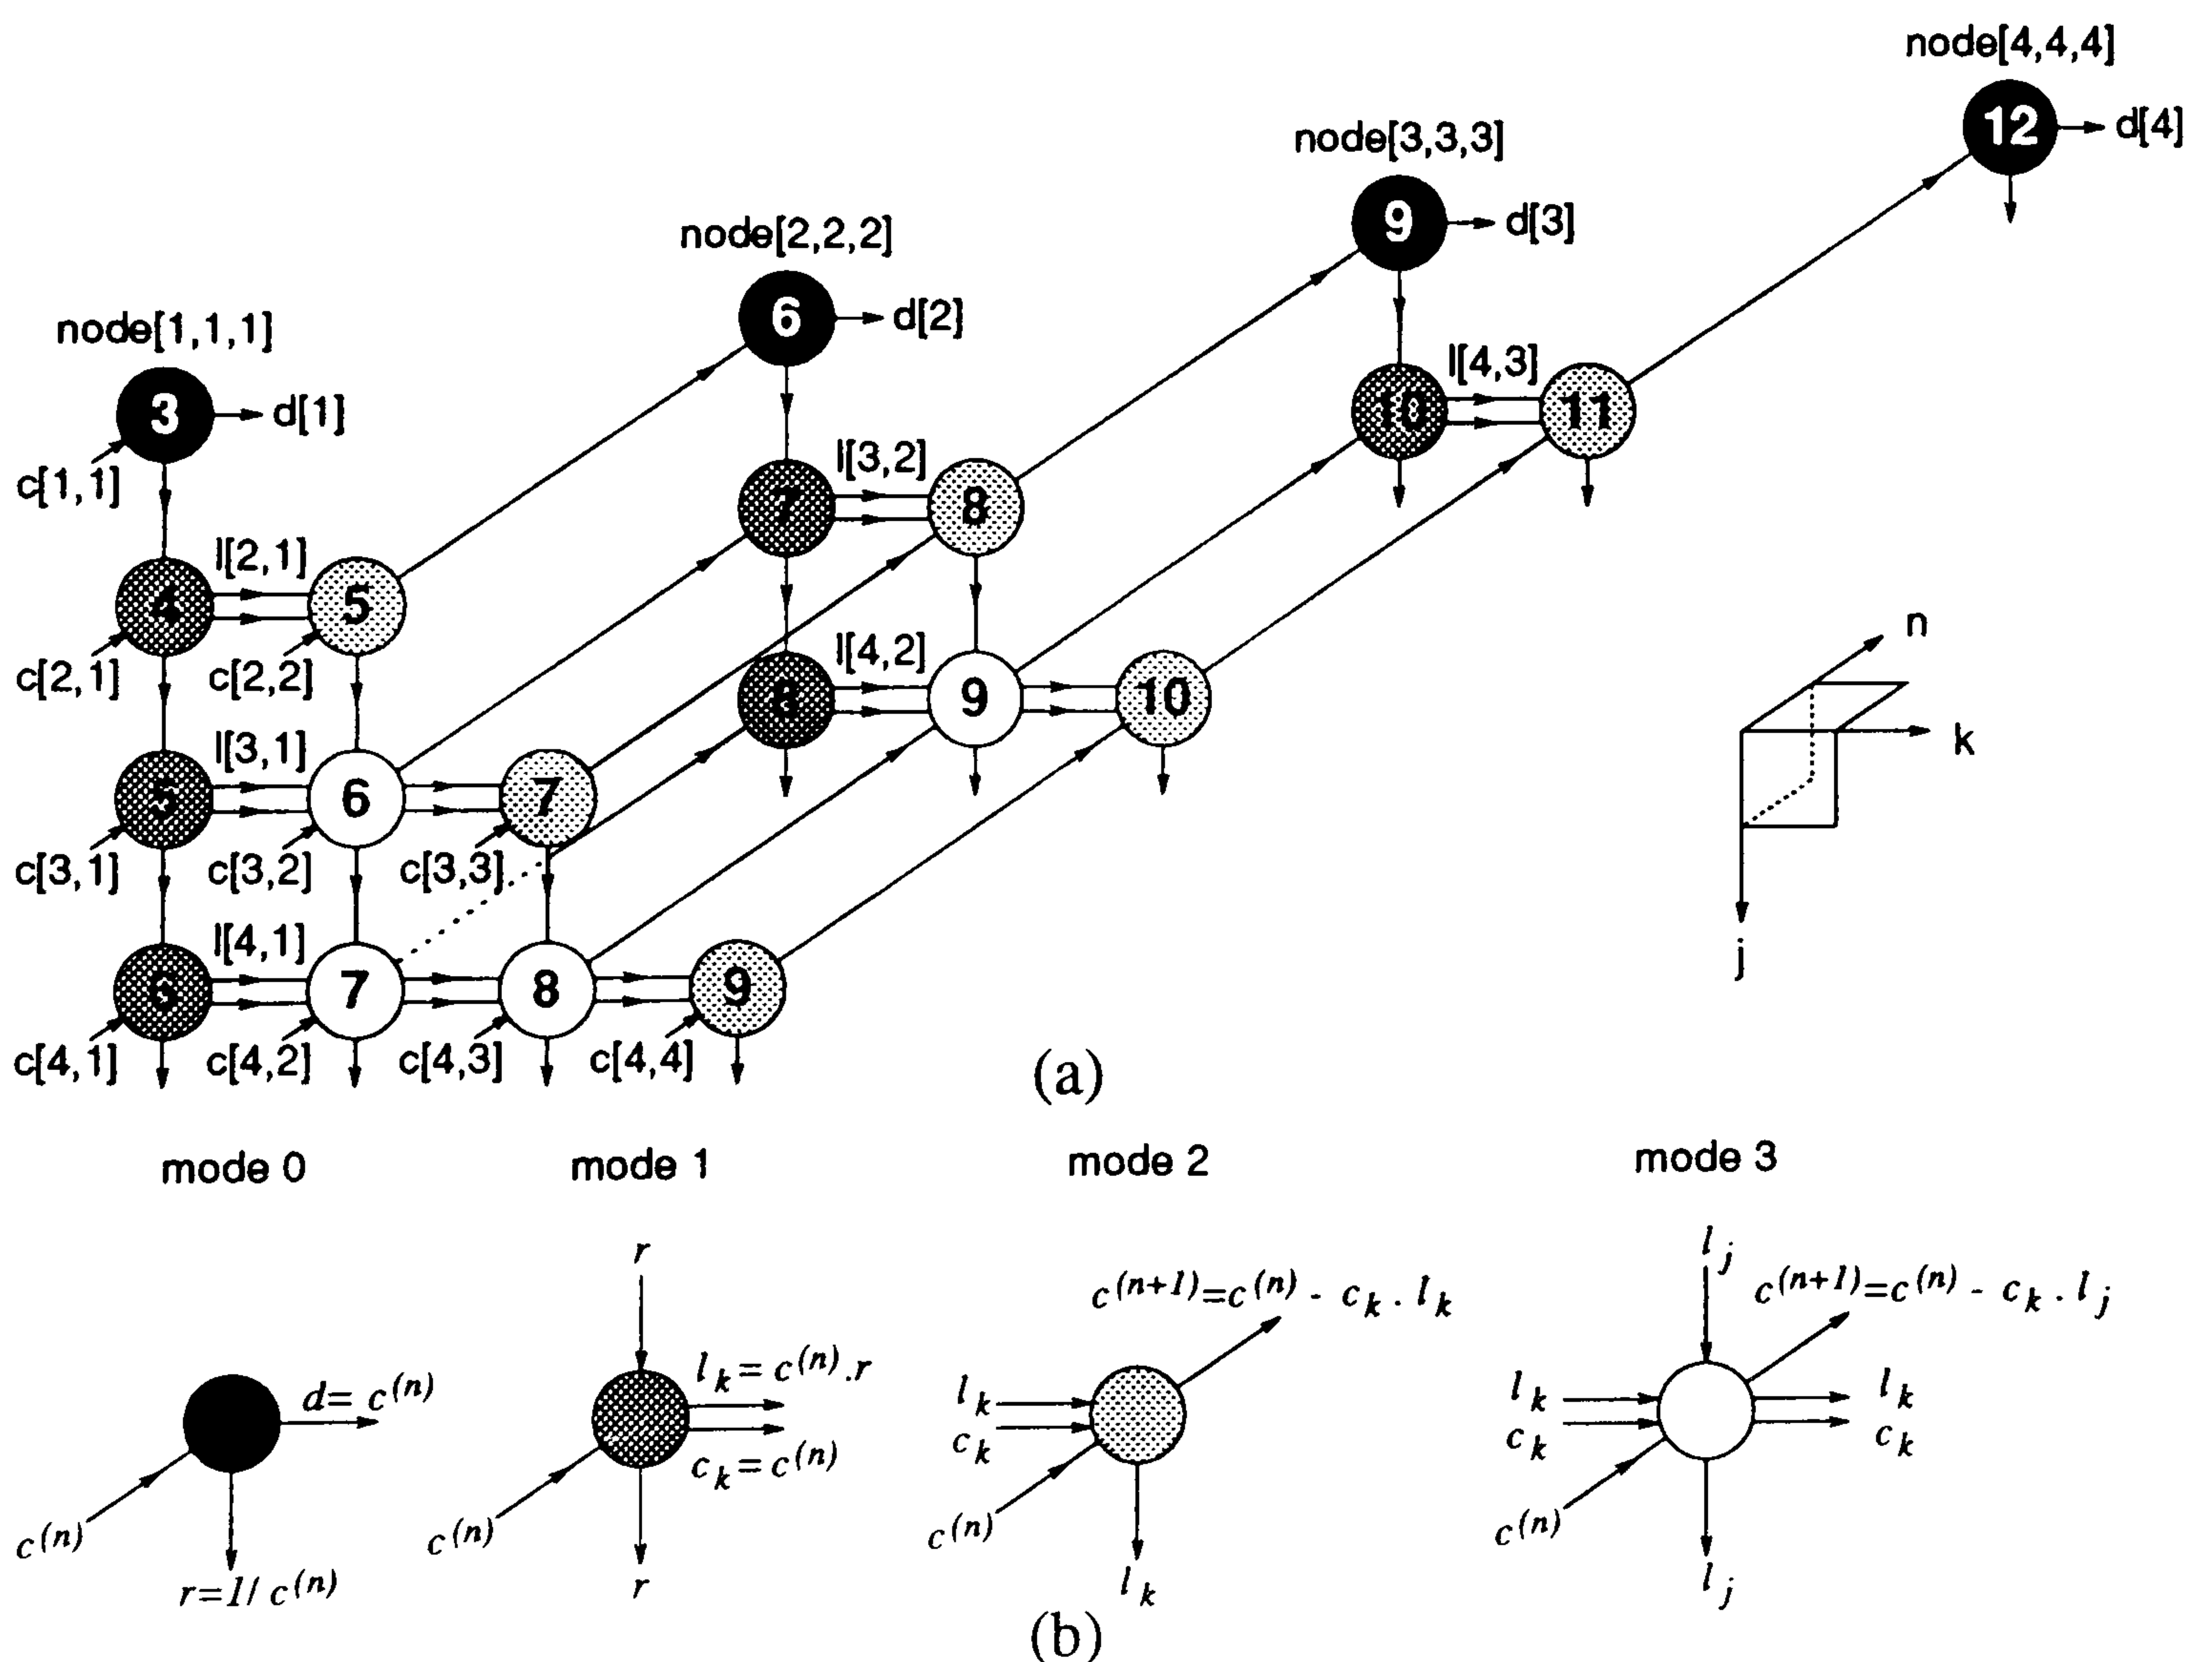 node[4,4,4]
12 d[4]
node[3,3,3]
9 d[3]
node[2,2,2]
6 d[2]
node[1,1,1]
3 d[1]
c[1,1]
l[4,3]
10 11
l[3,2]
7 8
l[2,1]
4 5
c[2,1] c[2,2]
l[4,2]
8 9 10
n
k
j
l[3,1]
5 6 7
c[3,1] c[3,2] c[3,3]
l[4,1]
6 7 8 9
c[4,1] c[4,2] c[4,3] c[4,4]
(a)
mode 0 mode 1 mode 2 mode 3
d= c^(n)
c^(n)
r=1/ c^(n)
r
l_k = c^(n).r
c_k = c^(n)
c^(n)
r
c^(n+1)=c^(n) - c_k . l_k
l_k
c_k
c^(n)
l_k
l_j
c^(n+1)=c^(n) - c_k . l_j
l_k l_k
c_k c_k
c^(n)
l_j
(b)